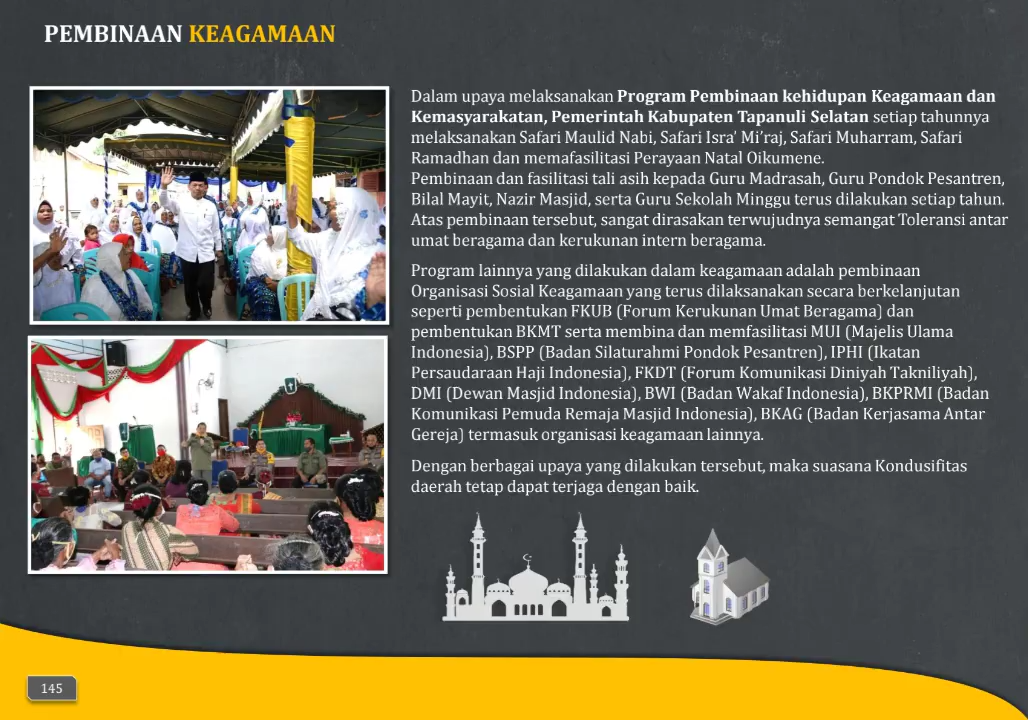 PEMBINAAN KEAGAMAAN
Dalam upaya melaksanakan Program Pembinaan kehidupan Keagamaan dan
Kemasyarakatan, Pemerintah Kabupaten Tapanuli Selatan setiap tahunnya
melaksanakan Safari Maulid Nabi, Safari Isra' Mi'raj, Safari Muharram, Safari
Ramadhan dan memafasilitasi Perayaan Natal Oikumene.
Pembinaan dan fasilitasi tali asih kepada Guru Madrasah, Guru Pondok Pesantren,
Bilal Mayit, Nazir Masjid, serta Guru Sekolah Minggu terus dilakukan setiap tahun.
Atas pembinaan tersebut, sangat dirasakan terwujudnya semangat Toleransi antar
umat beragama dan kerukunan intern beragama.
Program lainnya yang dilakukan dalam keagamaan adalah pembinaan
Organisasi Sosial Keagamaan yang terus dilaksanakan secara berkelanjutan
seperti pembentukan FKUB (Forum Kerukunan Umat Beragama) dan
pembentukan BKMT serta membina dan memfasilitasi MUI (Majelis Ulama
Indonesia), BSPP (Badan Silaturahmi Pondok Pesantren), IPHI (Ikatan
Persaudaraan Haji Indonesia), FKDT (Forum Komunikasi Diniyah Takniliyah),
DMI (Dewan Masjid Indonesia), BWI (Badan Wakaf Indonesia), BKPRMI (Badan
Komunikasi Pemuda Remaja Masjid Indonesia), BKAG (Badan Kerjasama Antar
Gereja) termasuk organisasi keagamaan lainnya.
Dengan berbagai upaya yang dilakukan tersebut, maka suasana Kondusifitas
daerah tetap dapat terjaga dengan baik.
145